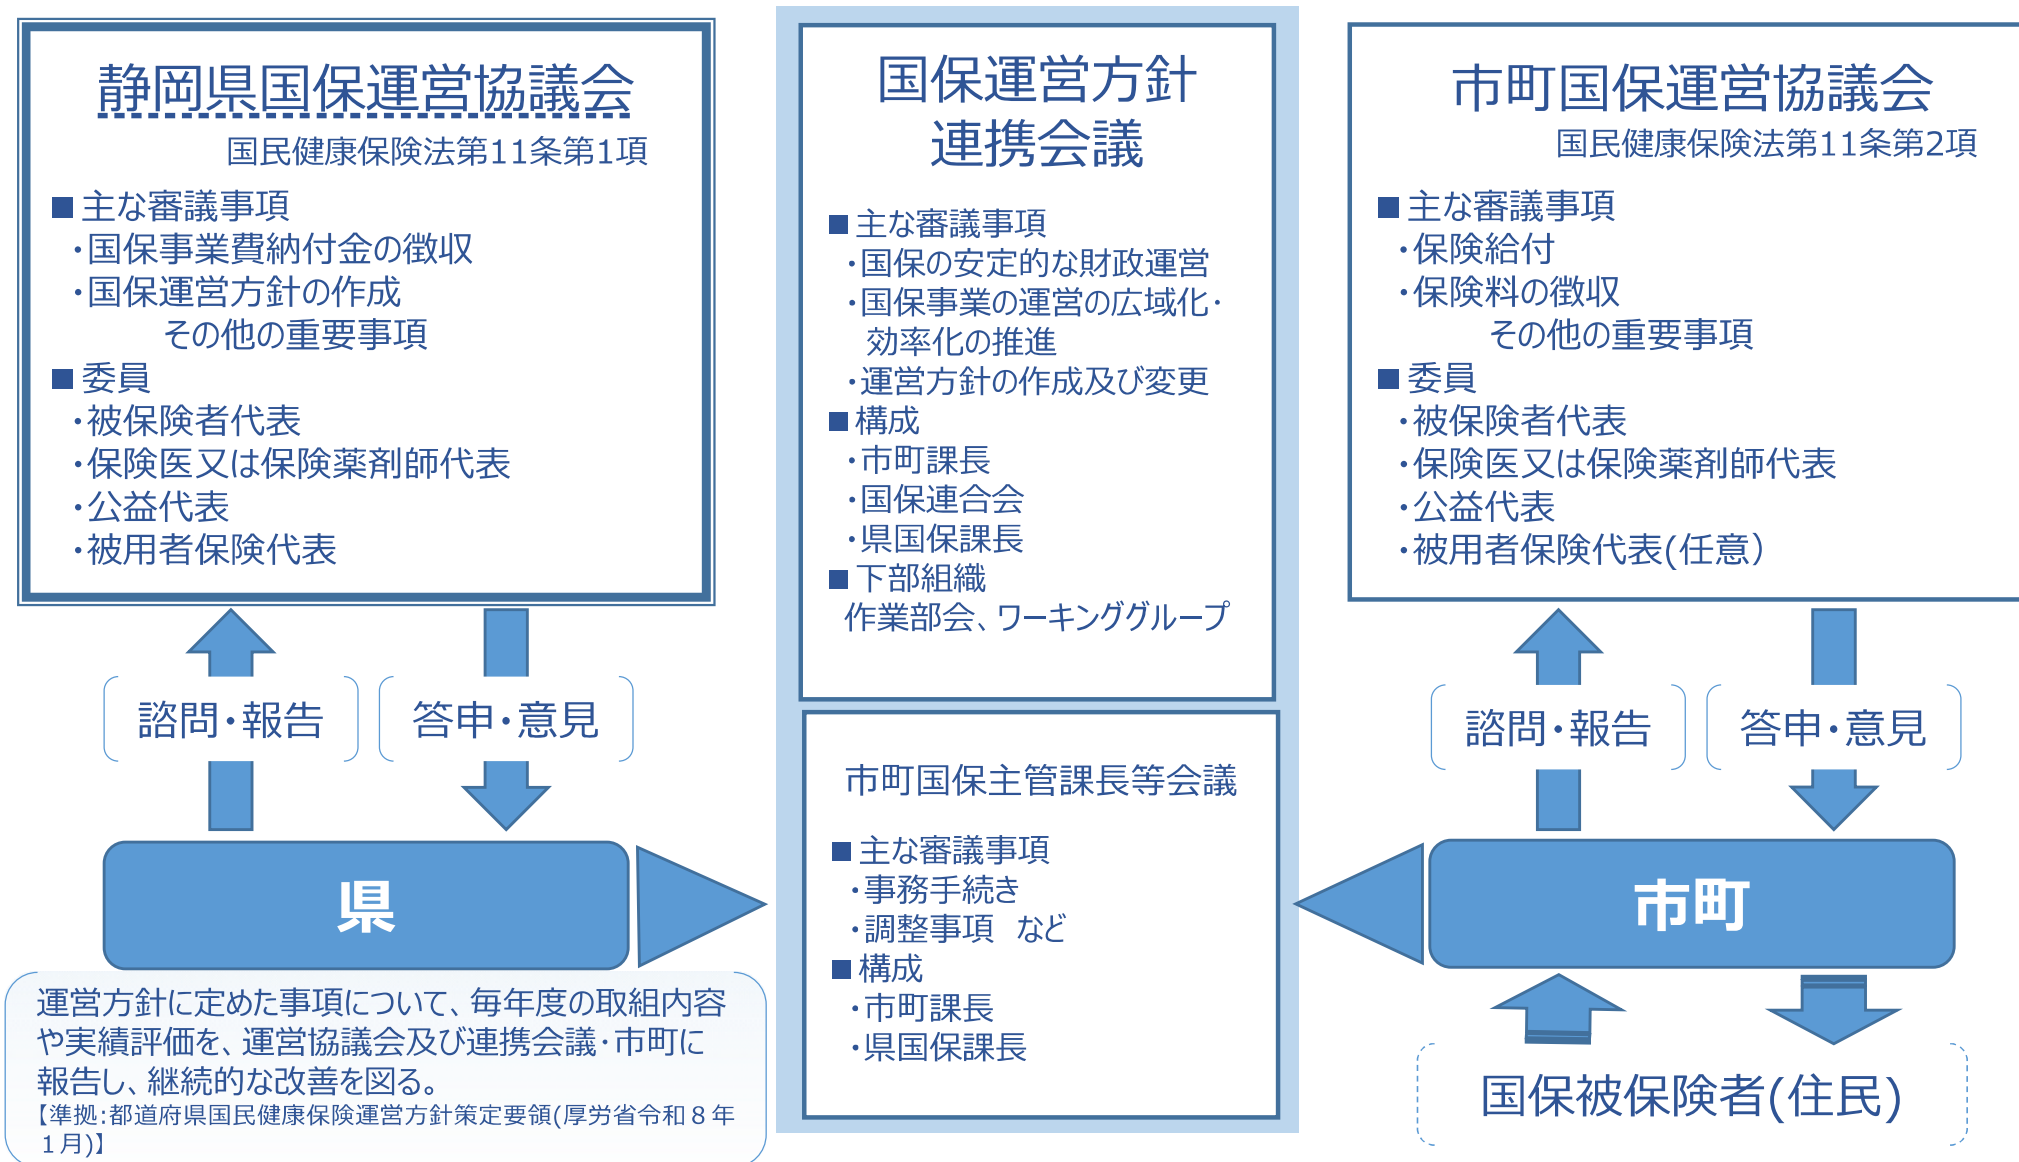 静岡県国保運営協議会
国民健康保険法第11条第1項
■ 主な審議事項
・国保事業費納付金の徴収
・国保運営方針の作成
その他の重要事項
■ 委員
・被保険者代表
・保険医又は保険薬剤師代表
・公益代表
・被用者保険代表
諮問・報告
答申・意見
県
運営方針に定めた事項について、毎年度の取組内容
や実績評価を、運営協議会及び連携会議・市町に
報告し、継続的な改善を図る。
【準拠:都道府県国民健康保険運営方針策定要領(厚労省令和８年
１月)】
国保運営方針
連携会議
■ 主な審議事項
・国保の安定的な財政運営
・国保事業の運営の広域化・
効率化の推進
・運営方針の作成及び変更
■ 構成
・市町課長
・国保連合会
・県国保課長
■ 下部組織
作業部会、ワーキンググループ
市町国保主管課長等会議
■ 主な審議事項
・事務手続き
・調整事項　など
■ 構成
・市町課長
・県国保課長
市町国保運営協議会
国民健康保険法第11条第2項
■ 主な審議事項
・保険給付
・保険料の徴収
その他の重要事項
■ 委員
・被保険者代表
・保険医又は保険薬剤師代表
・公益代表
・被用者保険代表(任意）
諮問・報告
答申・意見
市町
国保被保険者(住民)